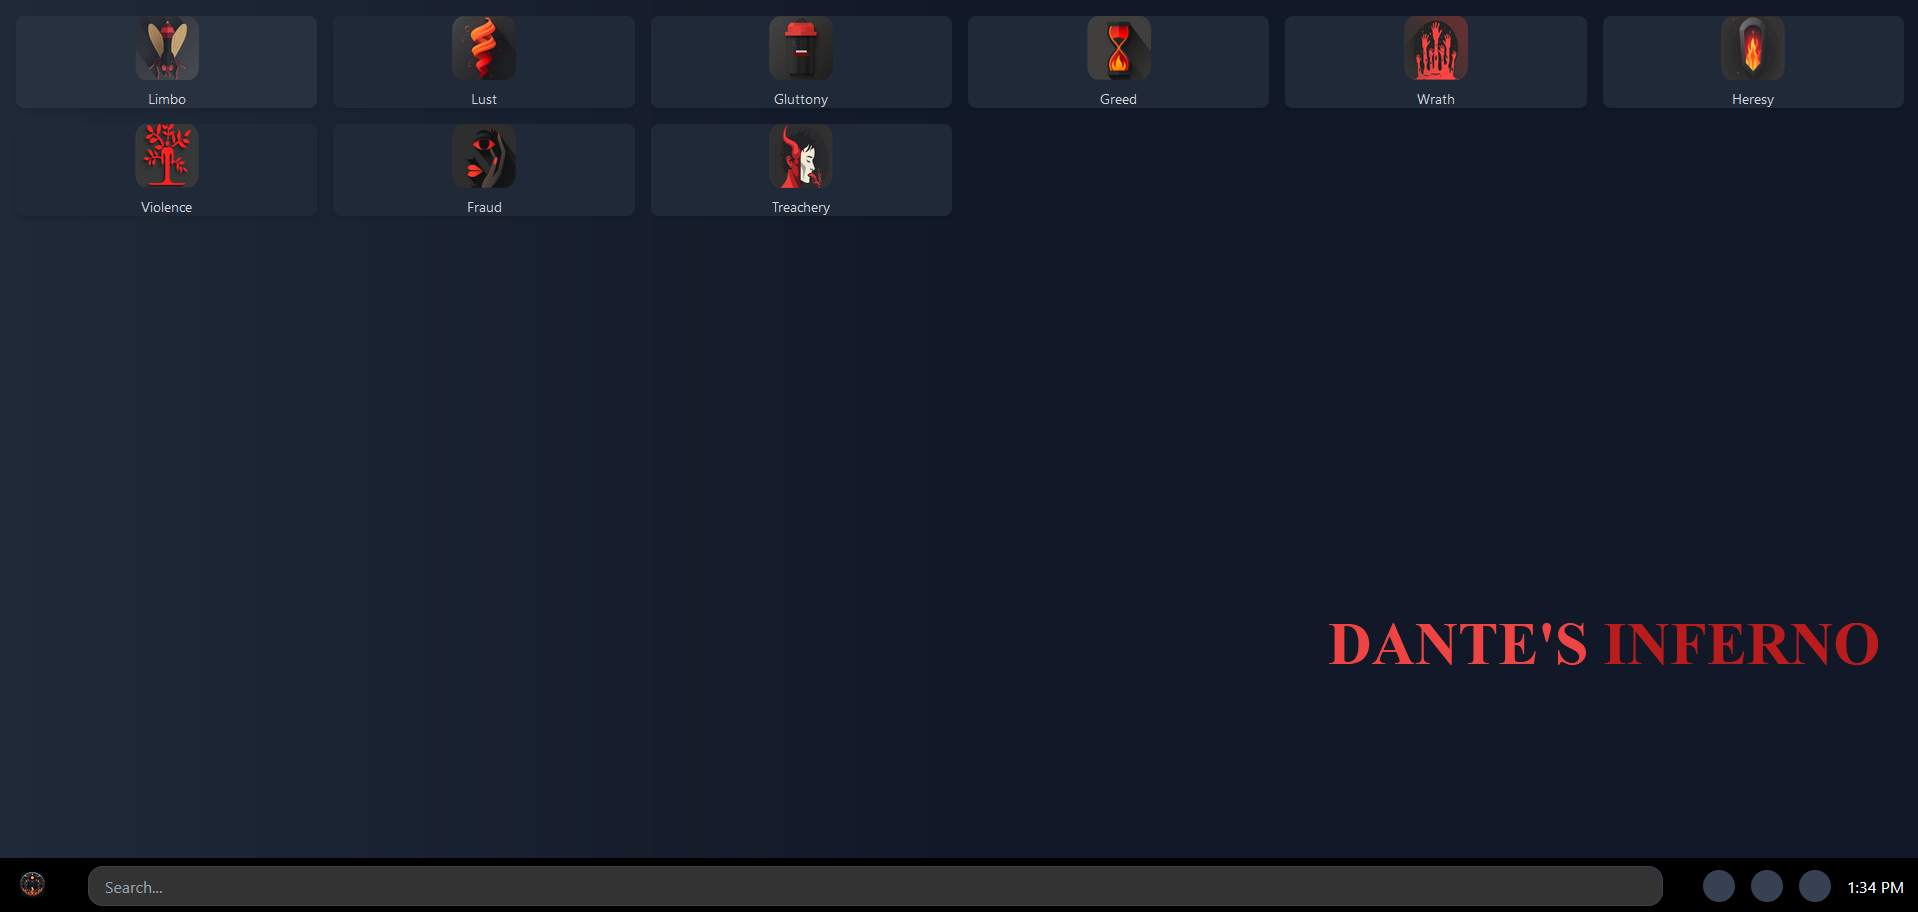 Limbo
Lust
Gluttony
Greed
Wrath
Heresy
Violence
Fraud
Treachery
DANTE'S INFERNO
Search...
1:34 PM